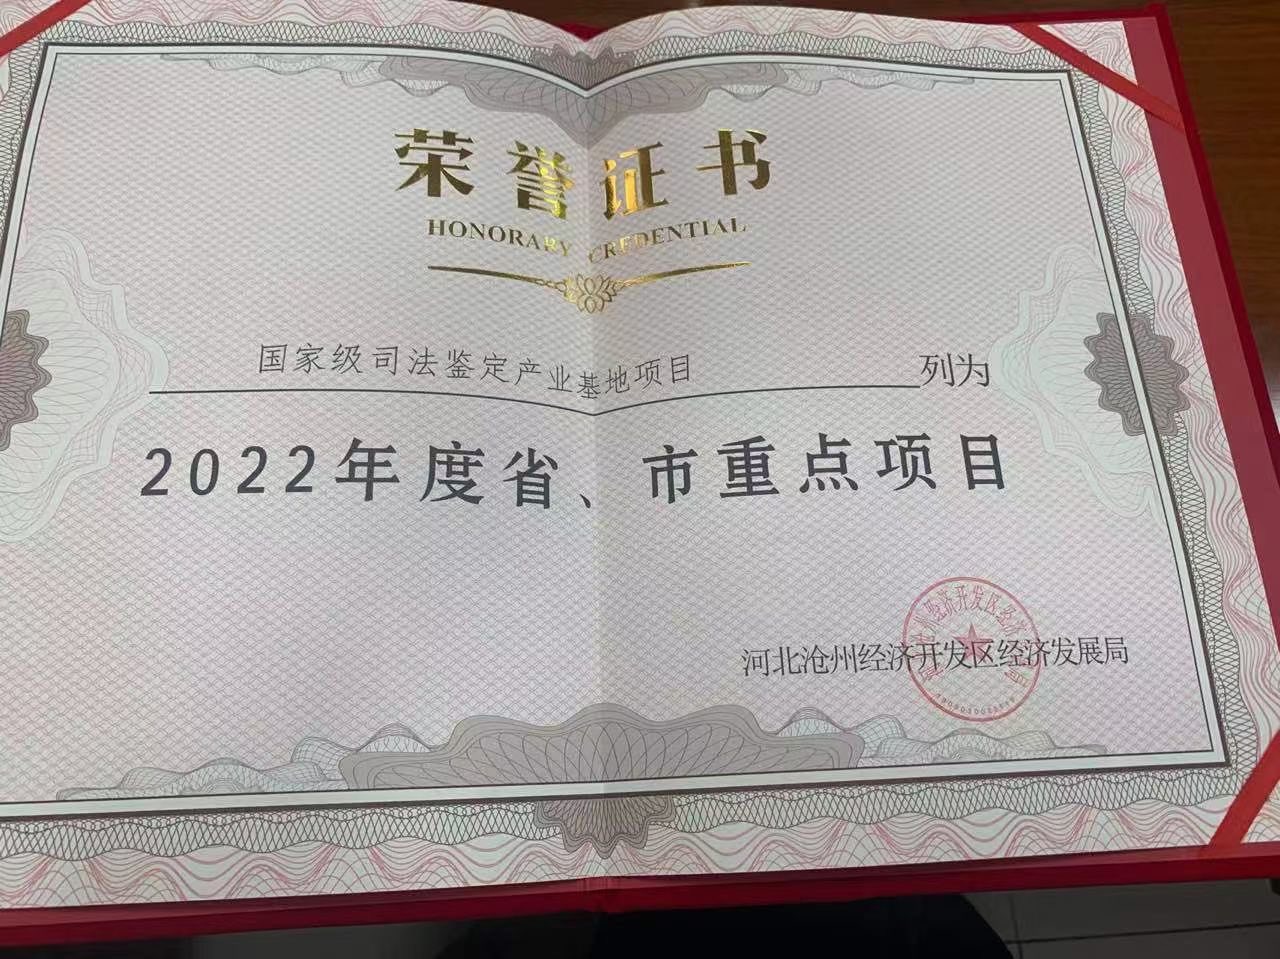 荣誉证书
HONORARY CREDENTIAL
国家级司法鉴定产业基地项目 列为
2022年度省、市重点项目
河北沧州经济开发区经济发展局